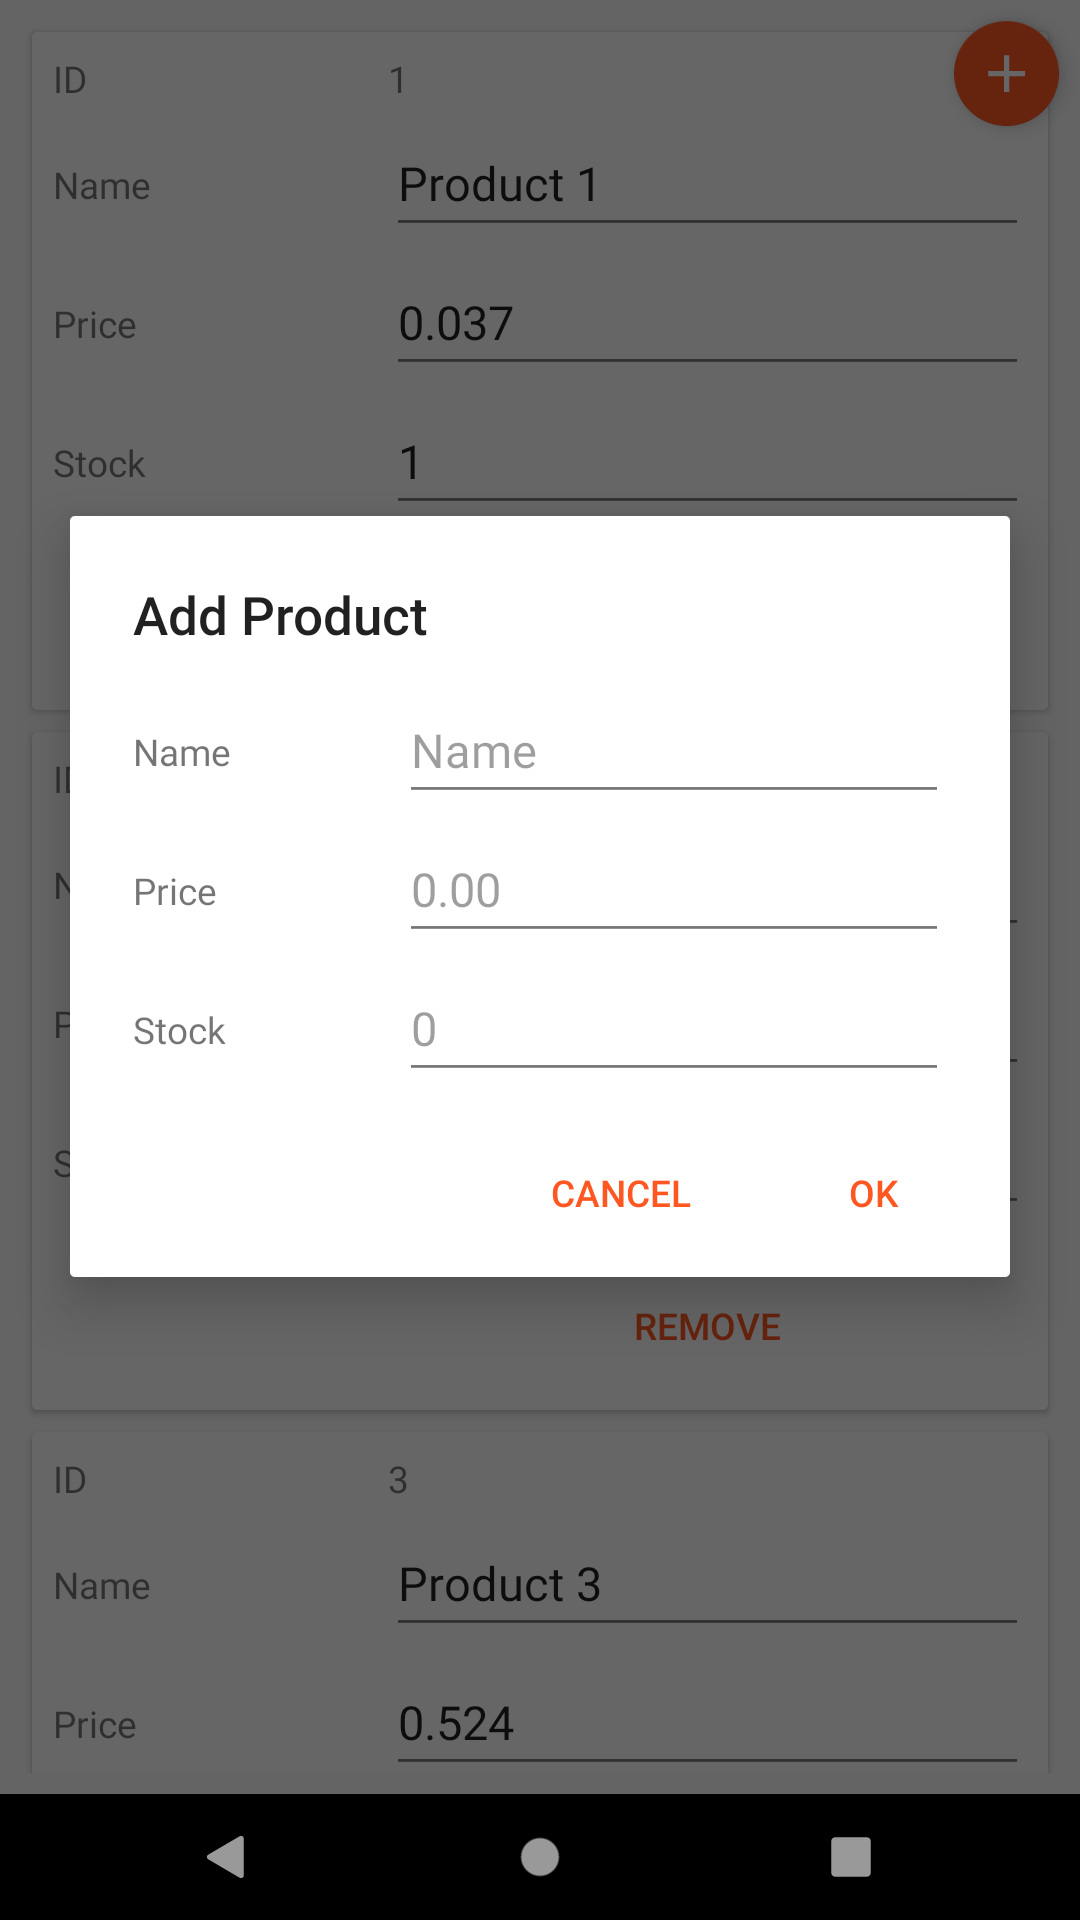 ID 1
Name Product 1
Price 0.037
Stock 1
Add Product
Name Name
Price 0.00
Stock 0
CANCEL OK
REMOVE
ID 3
Name Product 3
Price 0.524